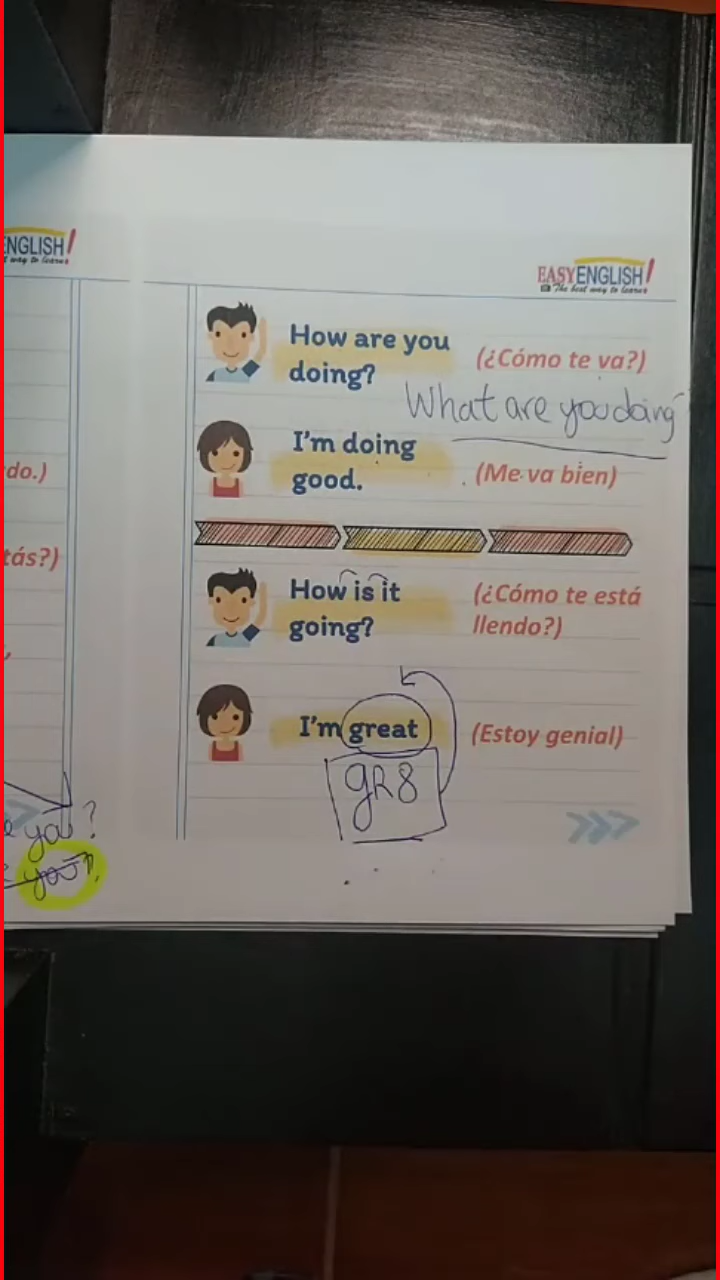 ENGLISH!
EASYENGLISH!
The best way to learn
How are you
doing?
(¿Cómo te va?)
What are you doing
I'm doing
good.
(Me va bien)
do.)
tás?)
How is it
going?
(¿Cómo te está
llendo?)
I'm great
(Estoy genial)
gR8
you?
you?